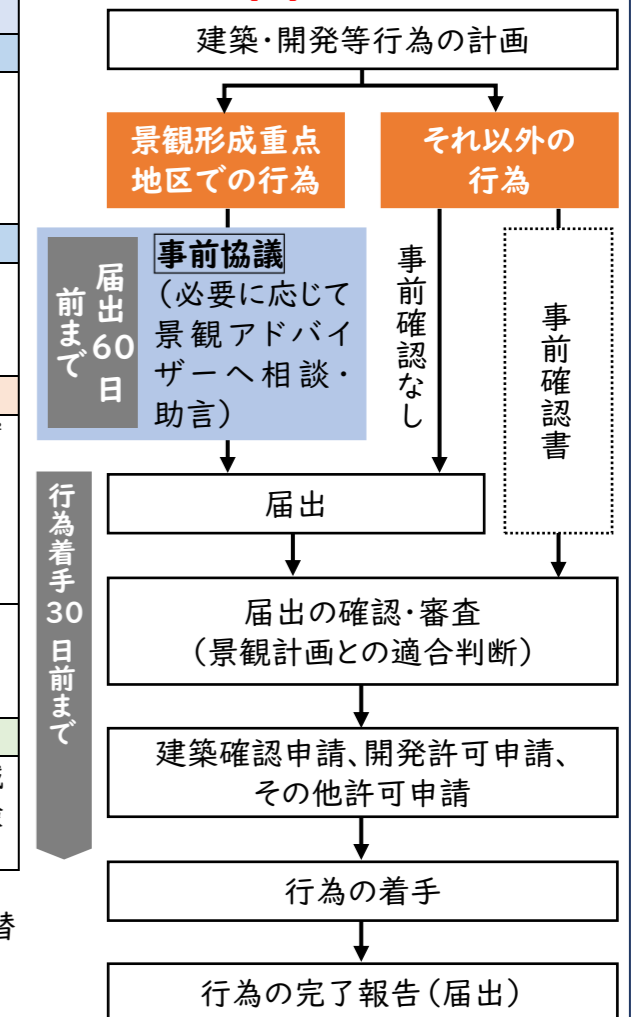 建築・開発等行為の計画
景観形成重点
地区での行為
それ以外の
行為
届出60日
前まで
事前協議
（必要に応じて
景観アドバイ
ザーへ相談・
助言）
事前確認なし
事前確認書
行為着手30日前まで
届出
届出の確認・審査
（景観計画との適合判断）
建築確認申請、開発許可申請、
その他許可申請
行為の着手
行為の完了報告（届出）
替